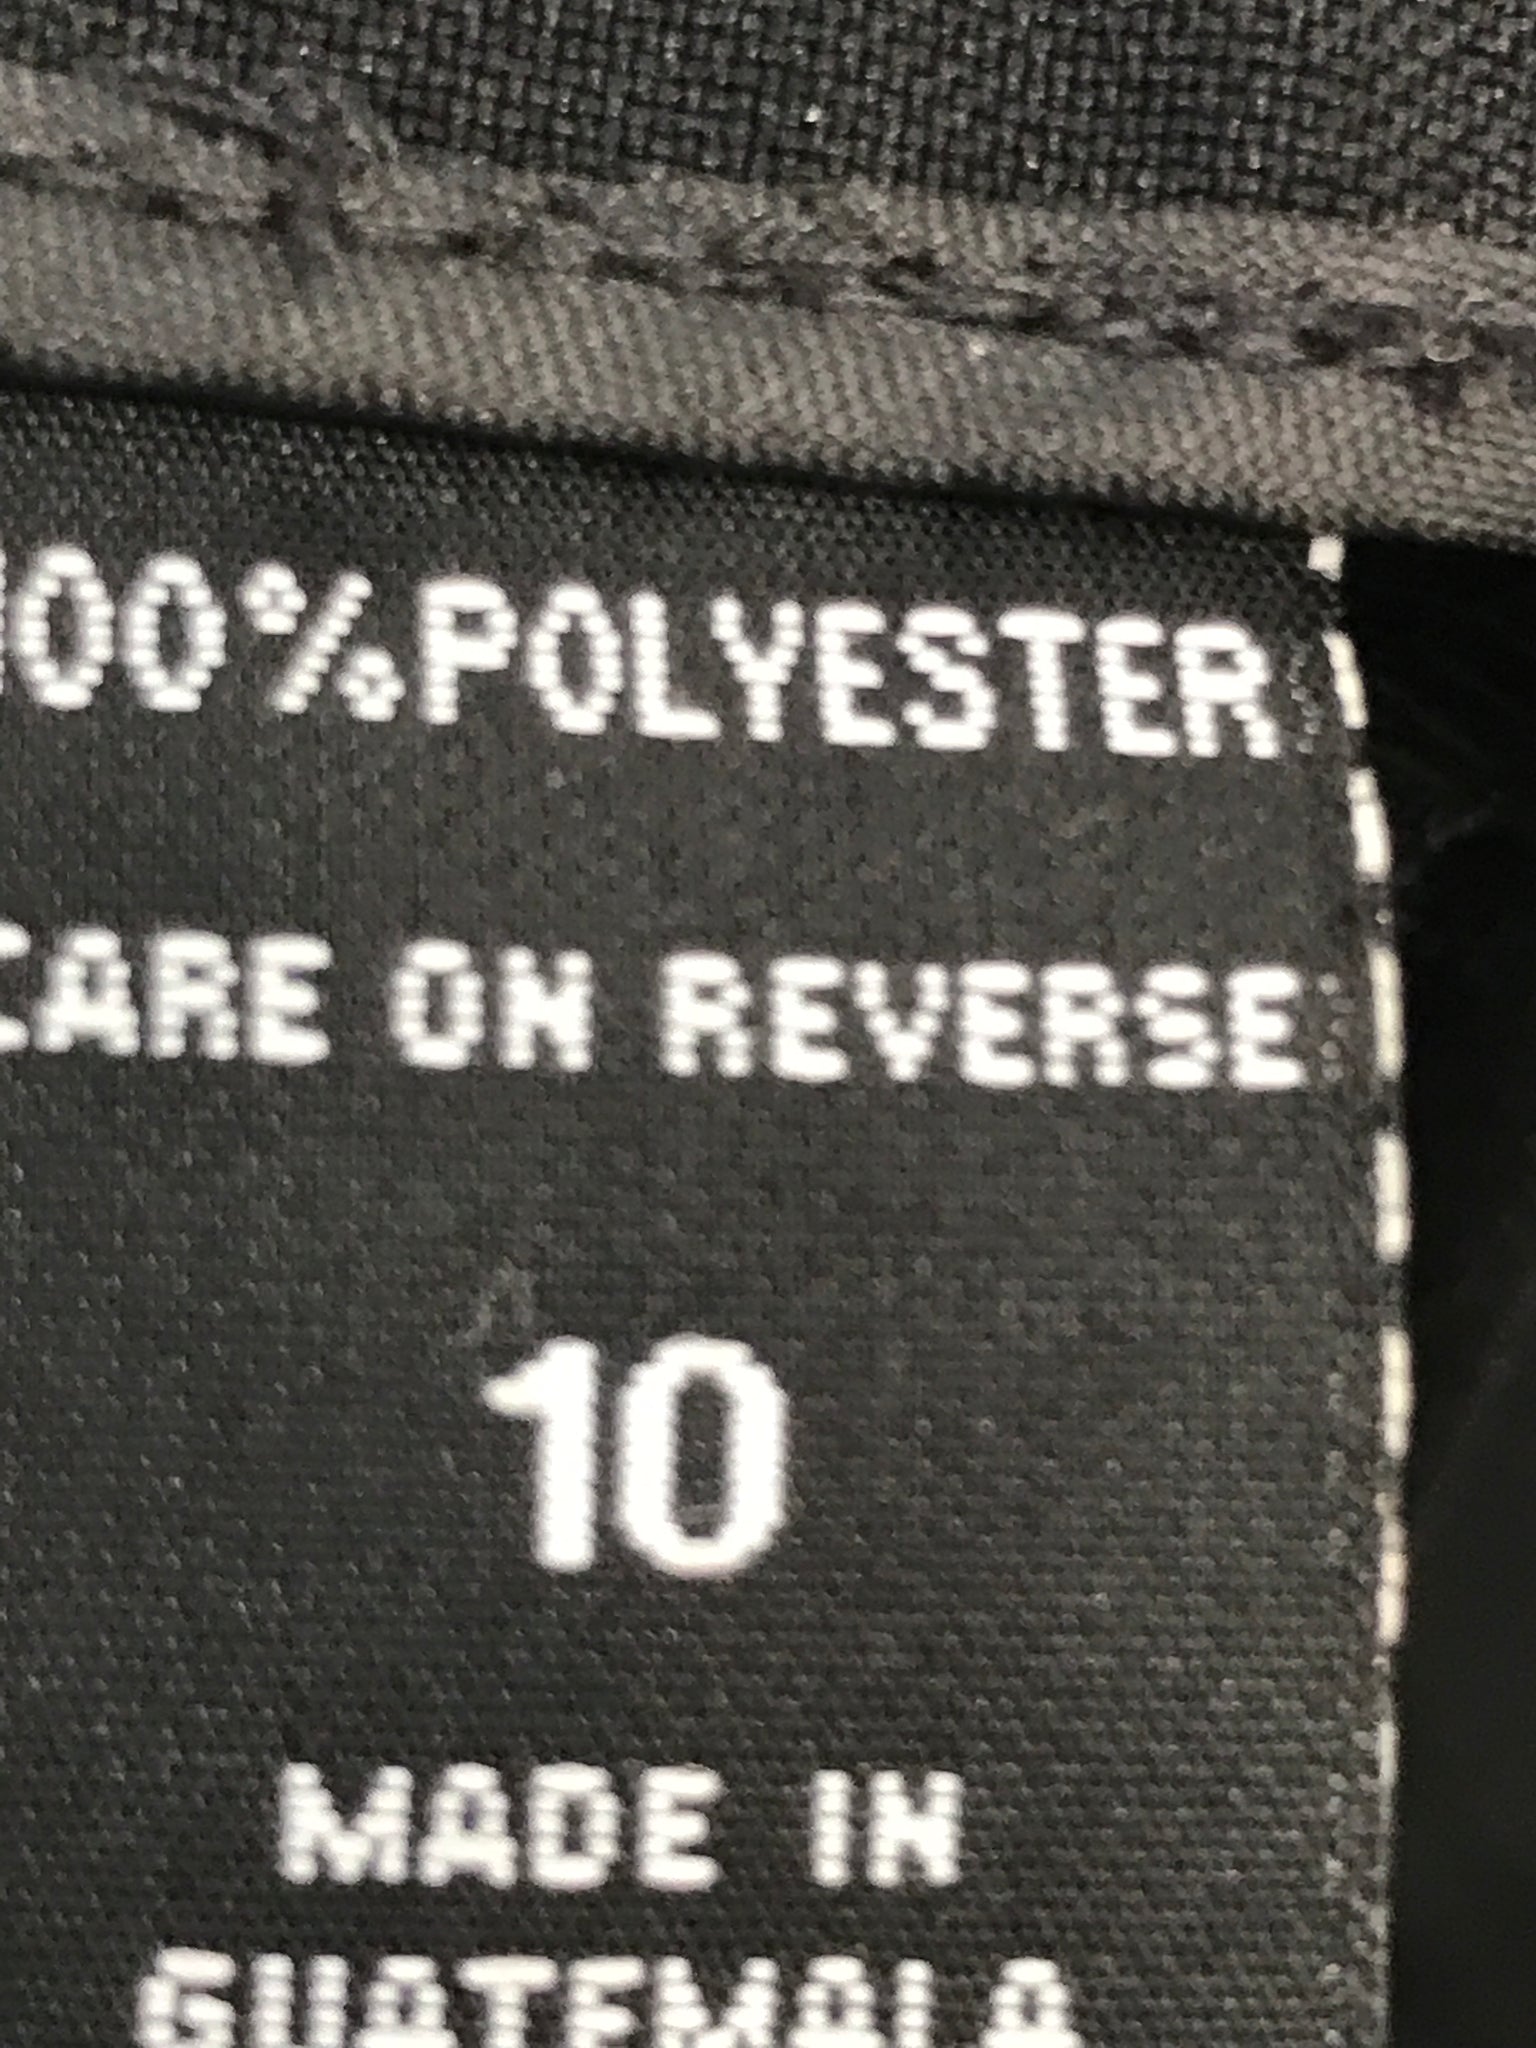 100% POLYESTER
CARE ON REVERSE
10
MADE IN
GUATEMALA